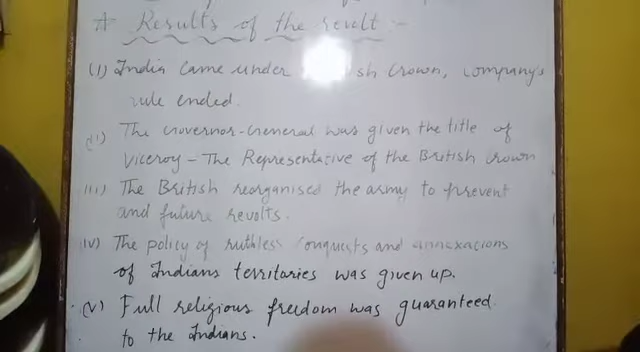 * Results of the revolt :-
(i) India came under sh Crown, company's
rule ended.
(ii) The Governor-General was given the title of
Viceroy - The Representative of the British Crown
iii) The British reorganised the army to prevent
and future revolts.
iv) The policy of ruthless conquests and annexacions
of Indians territaries was given up.
(v) Full religious freedom was guaranteed
to the Indians.